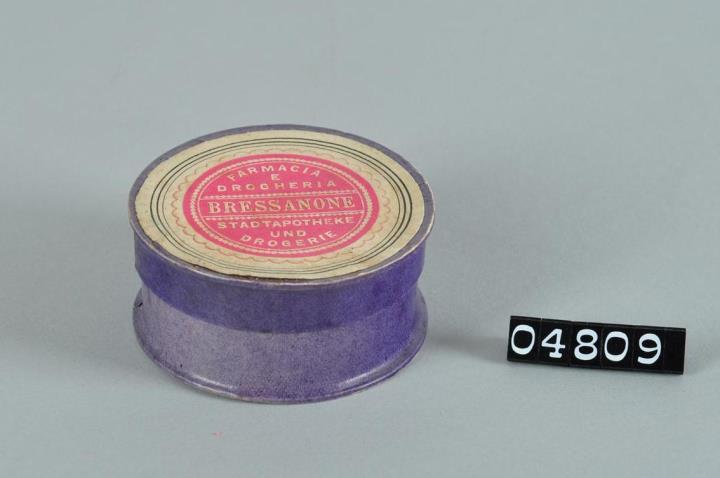 FARMACIA
E
DROGHERIA
BRESSANONE
STADTAPOTHEKE
UND
DROGERIE
04809